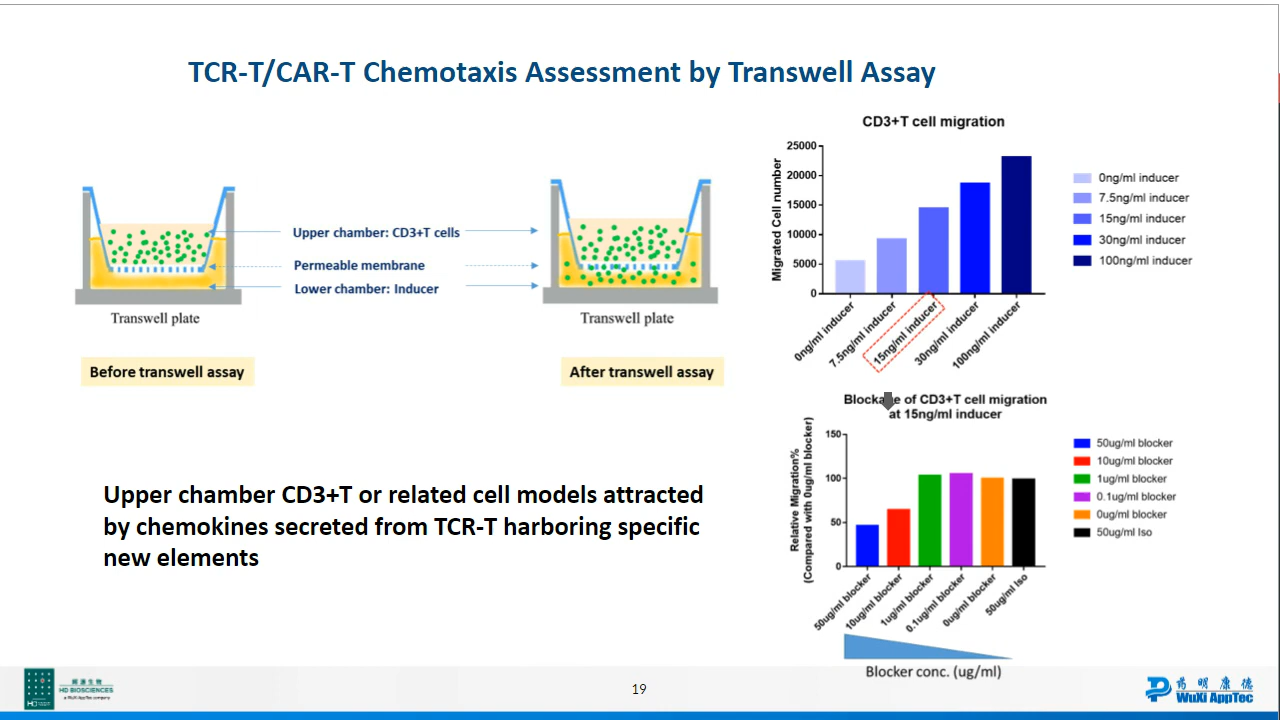 TCR-T/CAR-T Chemotaxis Assessment by Transwell Assay
Upper chamber: CD3+T cells
Permeable membrane
Lower chamber: Inducer
Transwell plate
Transwell plate
Before transwell assay
After transwell assay
Upper chamber CD3+T or related cell models attracted
by chemokines secreted from TCR-T harboring specific
new elements
CD3+T cell migration
Migrated Cell number
25000
20000
15000
10000
5000
0
0ng/ml inducer
7.5ng/ml inducer
15ng/ml inducer
30ng/ml inducer
100ng/ml inducer
0ng/ml inducer
7.5ng/ml inducer
15ng/ml inducer
30ng/ml inducer
100ng/ml inducer
Blockage of CD3+T cell migration
at 15ng/ml inducer
Relative Migration%
(Compared with 0ug/ml blocker)
150
100
50
0
50ug/ml blocker
10ug/ml blocker
1ug/ml blocker
0.1ug/ml blocker
0ug/ml blocker
50ug/ml Iso
50ug/ml blocker
10ug/ml blocker
1ug/ml blocker
0.1ug/ml blocker
0ug/ml blocker
50ug/ml Iso
Blocker conc. (ug/ml)
HD BIOSCIENCES
a WuXi AppTec company
19
药明康德
WuXi AppTec